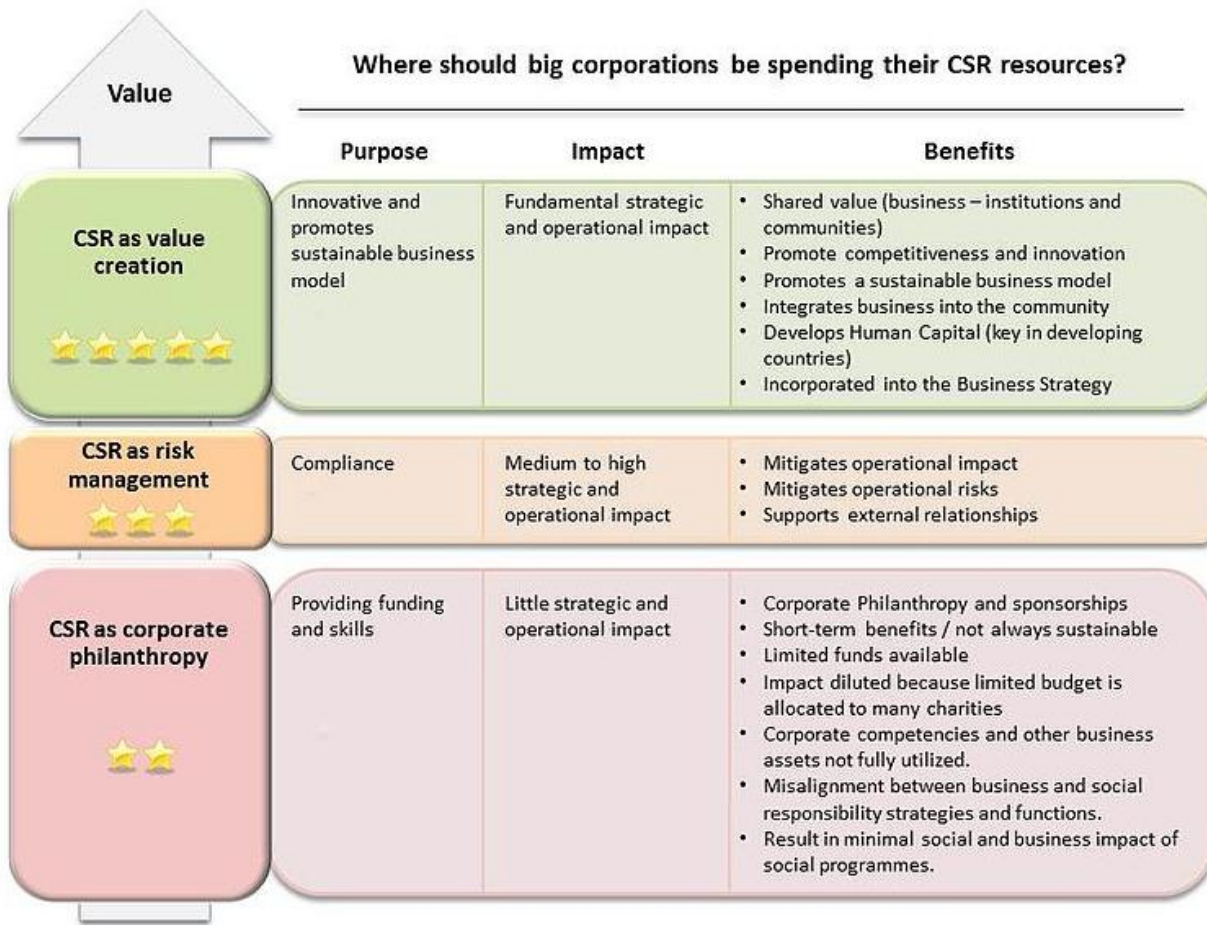 Where should big corporations be spending their CSR resources?
Value
Purpose
Impact
Benefits
CSR as value
creation
Innovative and
promotes
sustainable business
model
Fundamental strategic
and operational impact
• Shared value (business – institutions and
communities)
• Promote competitiveness and innovation
• Promotes a sustainable business model
• Integrates business into the community
• Develops Human Capital (key in developing
countries)
• Incorporated into the Business Strategy
CSR as risk
management
Compliance
Medium to high
strategic and
operational impact
• Mitigates operational impact
• Mitigates operational risks
• Supports external relationships
CSR as corporate
philanthropy
Providing funding
and skills
Little strategic and
operational impact
• Corporate Philanthropy and sponsorships
• Short-term benefits / not always sustainable
• Limited funds available
• Impact diluted because limited budget is
allocated to many charities
• Corporate competencies and other business
assets not fully utilized.
• Misalignment between business and social
responsibility strategies and functions.
• Result in minimal social and business impact of
social programmes.